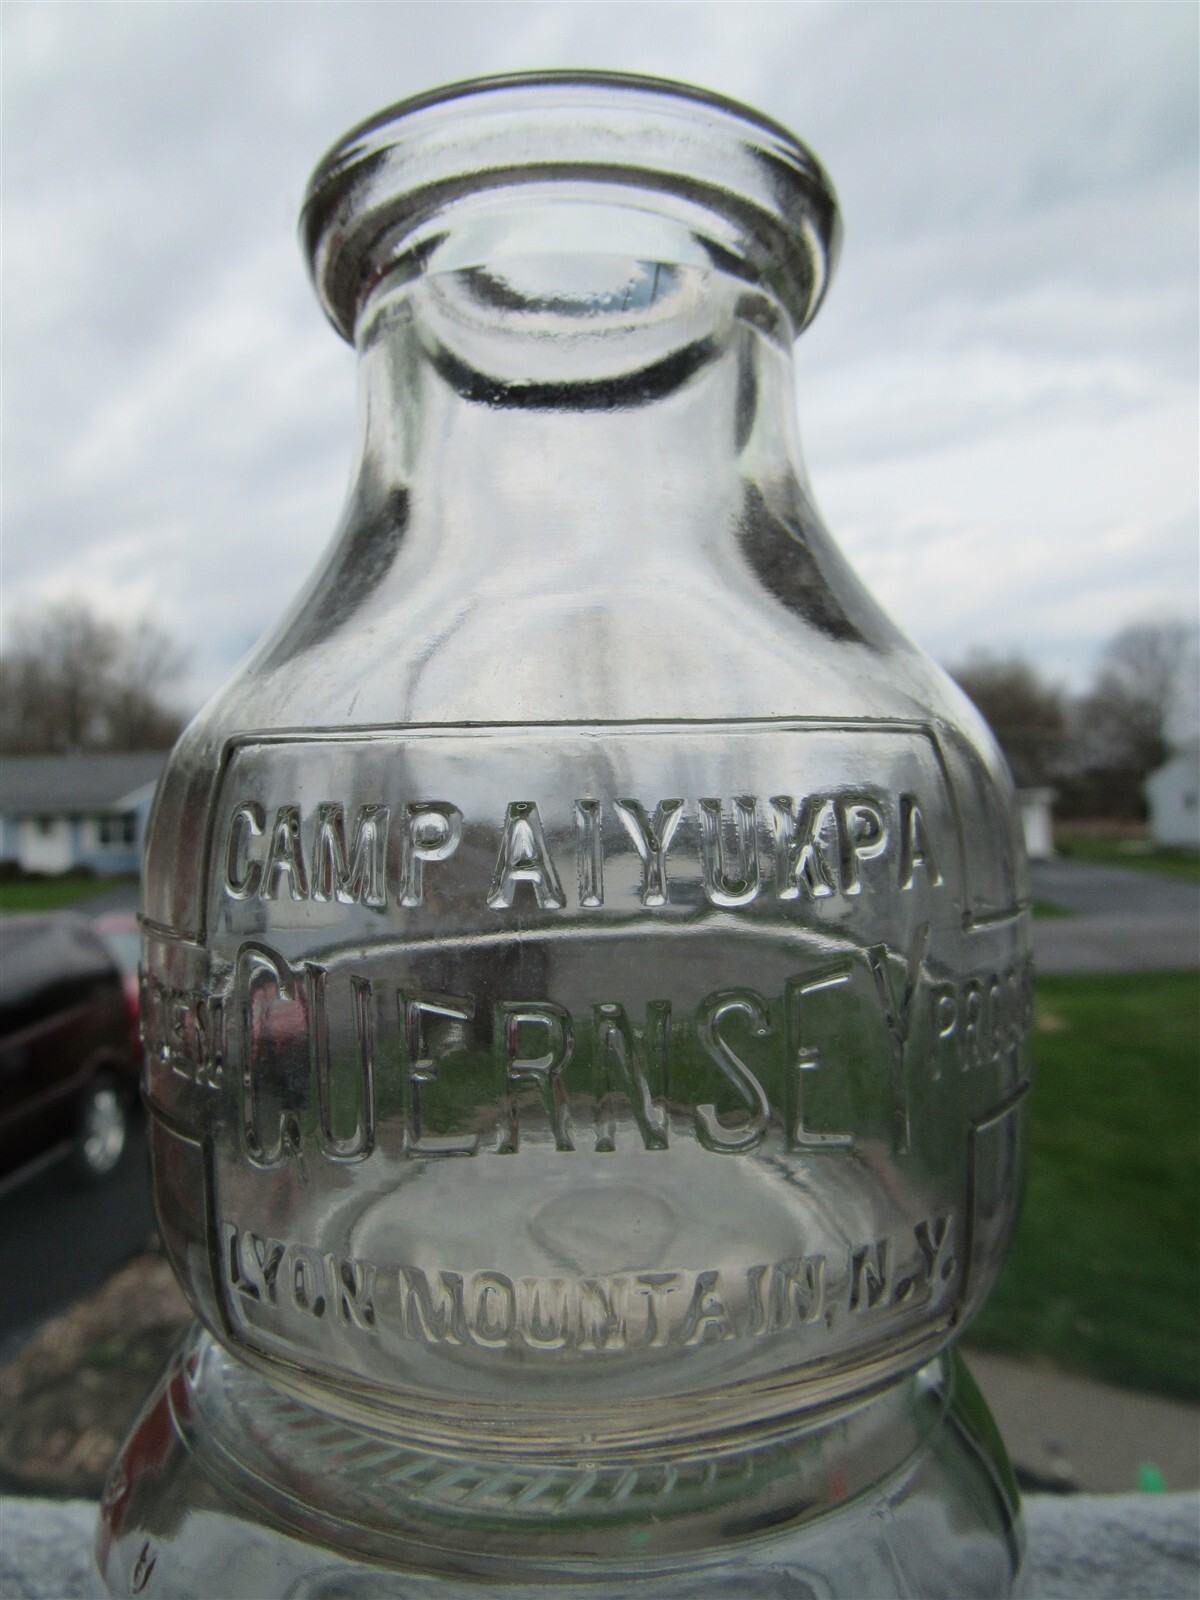 CAMP AIYUKPA
GUERNSEY
LYON MOUNTAIN, N.Y.